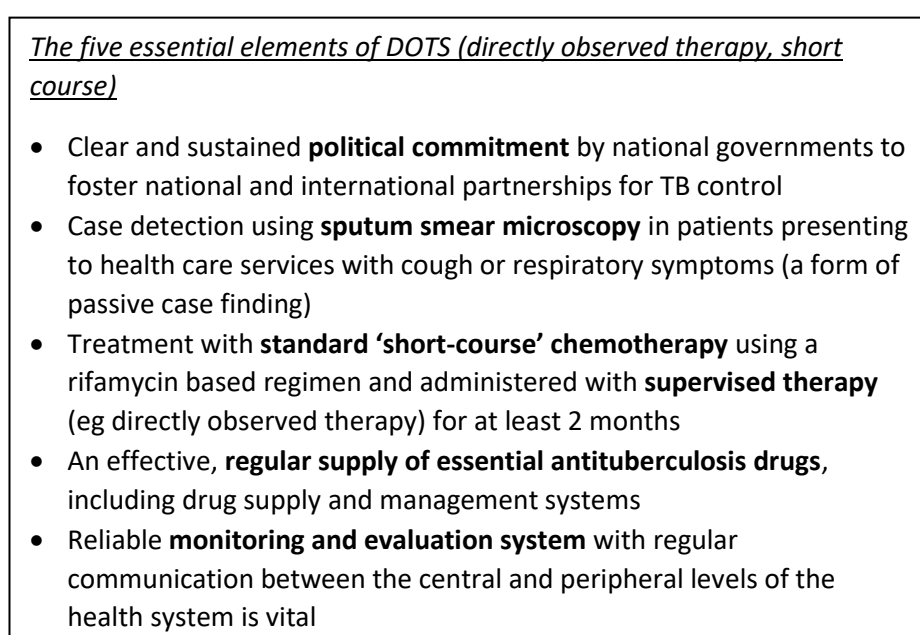 The five essential elements of DOTS (directly observed therapy, short
course)
• Clear and sustained political commitment by national governments to
foster national and international partnerships for TB control
• Case detection using sputum smear microscopy in patients presenting
to health care services with cough or respiratory symptoms (a form of
passive case finding)
• Treatment with standard ‘short-course’ chemotherapy using a
rifamycin based regimen and administered with supervised therapy
(eg directly observed therapy) for at least 2 months
• An effective, regular supply of essential antituberculosis drugs,
including drug supply and management systems
• Reliable monitoring and evaluation system with regular
communication between the central and peripheral levels of the
health system is vital